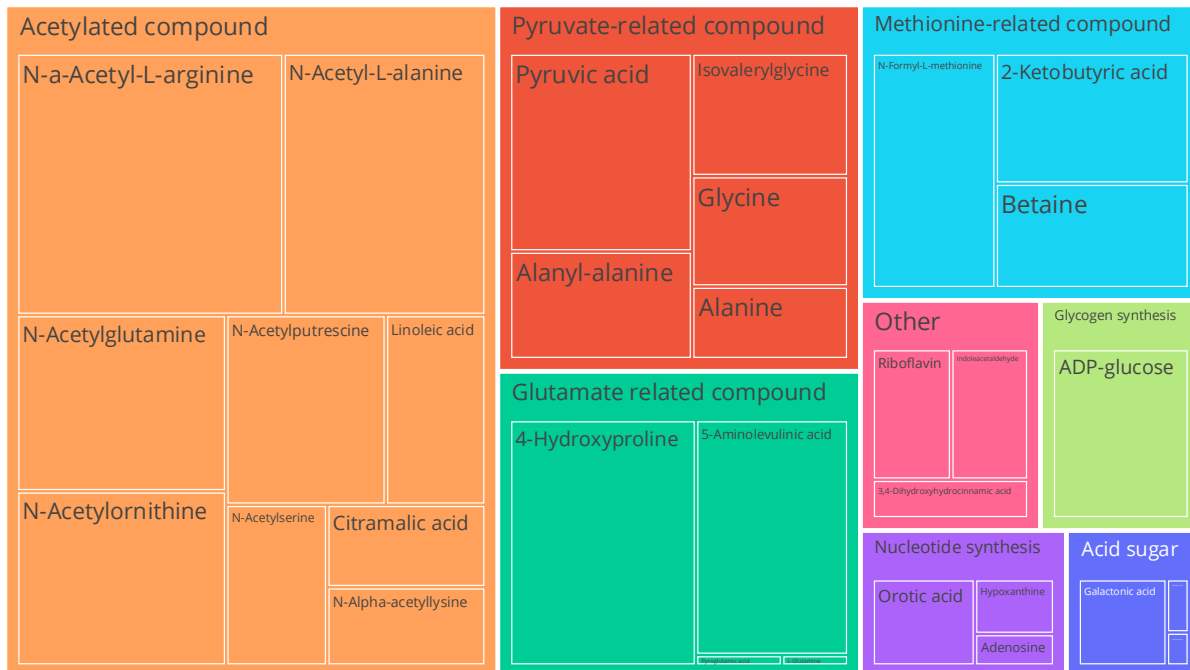 Acetylated compound
N-a-Acetyl-L-arginine
N-Acetyl-L-alanine
N-Acetylglutamine
N-Acetylputrescine
Linoleic acid
N-Acetylornithine
N-Acetylserine
Citramalic acid
N-Alpha-acetyllysine
Pyruvate-related compound
Pyruvic acid
Isovalerylglycine
Glycine
Alanyl-alanine
Alanine
Glutamate related compound
4-Hydroxyproline
5-Aminolevulinic acid
Pyroglutamic acid
L-Glutamine
Methionine-related compound
N-Formyl-L-methionine
2-Ketobutyric acid
Betaine
Other
Riboflavin
Indoleacetaldehyde
3,4-Dihydroxyhydrocinnamic acid
Glycogen synthesis
ADP-glucose
Nucleotide synthesis
Orotic acid
Hypoxanthine
Adenosine
Acid sugar
Galactonic acid